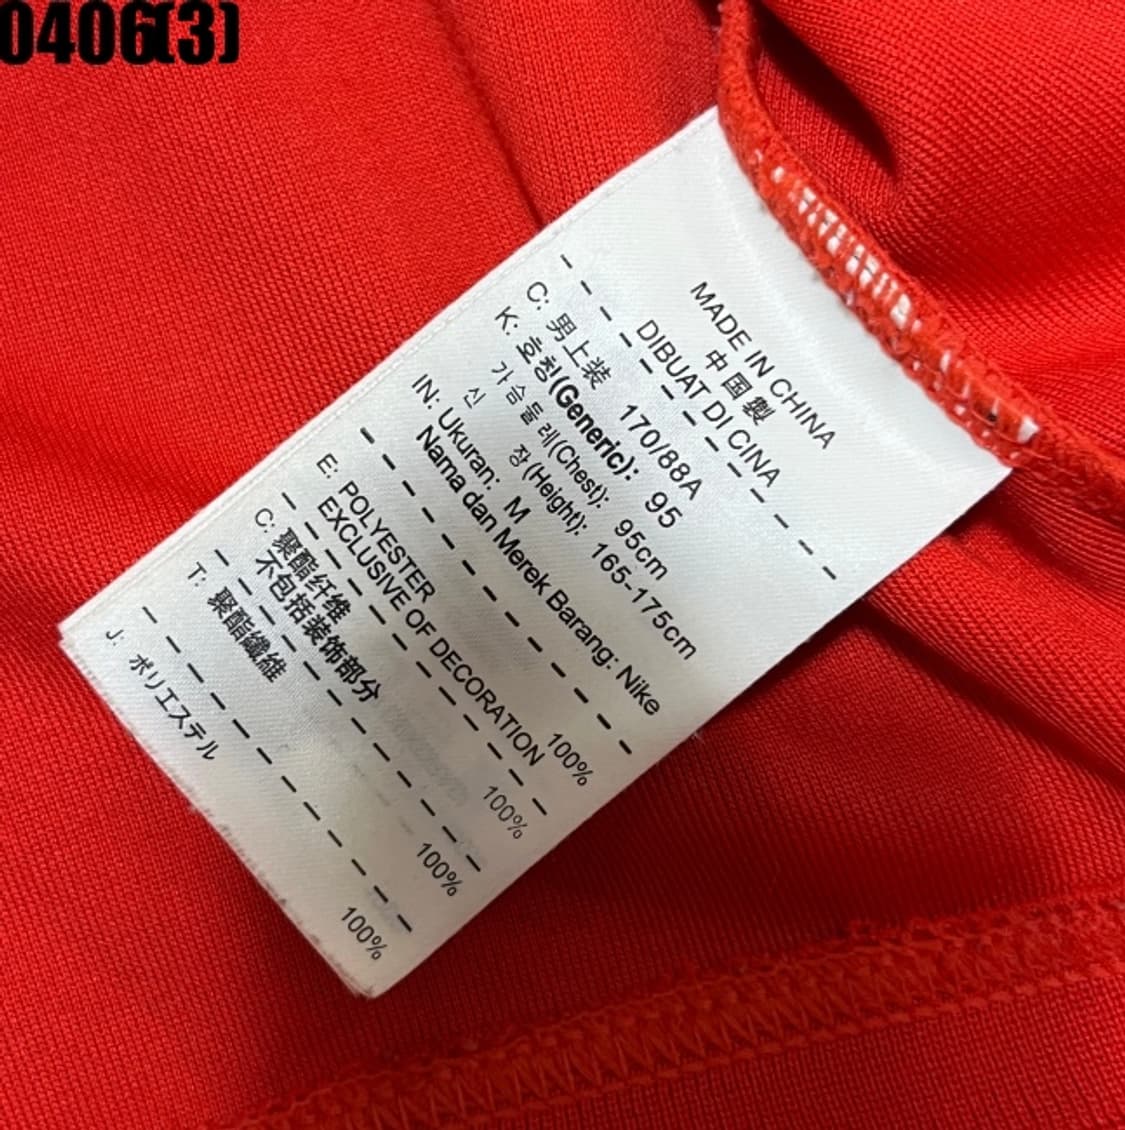 0406(3)
MADE IN CHINA
中国製
DIBUAT DI CINA
C: 男上装 170/88A
K: 호칭(Generic): 95
가슴둘레(Chest): 95cm
신 장(Height): 165-175cm
IN: Ukuran: M
Nama dan Merek Barang: Nike
E: POLYESTER 100%
EXCLUSIVE OF DECORATION
C: 聚酯纤维 100%
不包括装饰部分
T: 聚酯纖維 100%
J: ポリエステル 100%